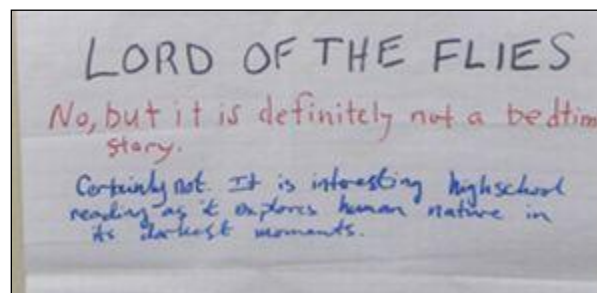 LORD OF THE FLIES
No, but it is definitely not a bedtim
story.
Certainly not. It is interesting highschool
reading as it explores human nature in
its darkest moments.